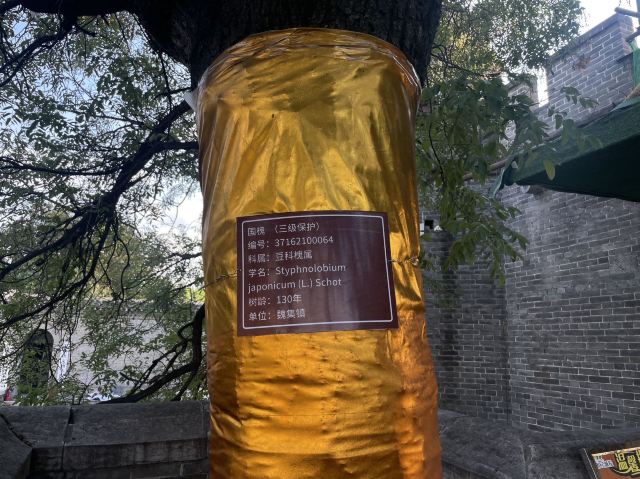 国槐 （三级保护）
编号：37162100064
科属：豆科槐属
学名：Styphnolobium
japonicum (L.) Schot
树龄：130年
单位：魏集镇